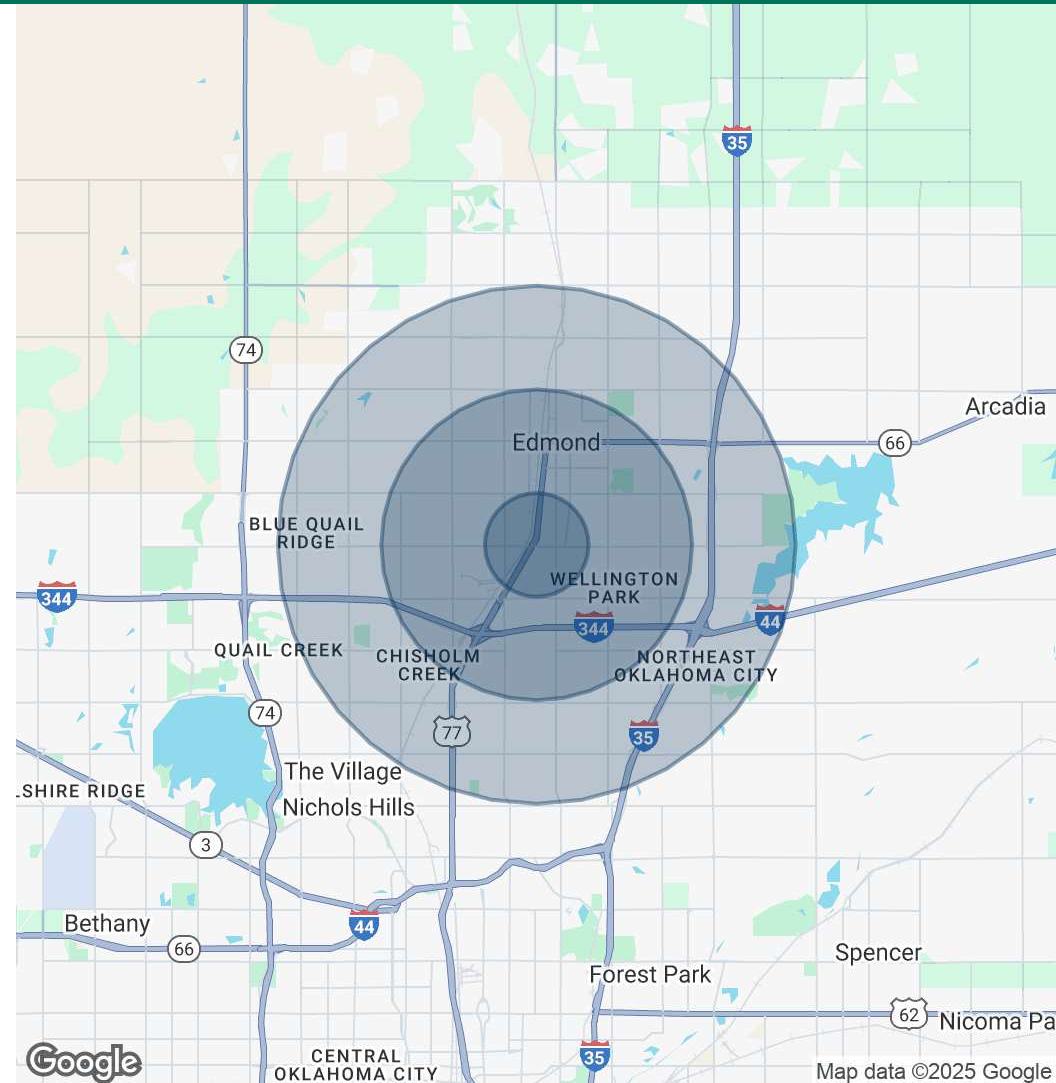 35
74
Arcadia
Edmond
66
BLUE QUAIL
RIDGE
WELLINGTON
PARK
344
344
44
QUAIL CREEK
CHISHOLM
CREEK
NORTHEAST
OKLAHOMA CITY
74
77
35
The Village
LSHIRE RIDGE
Nichols Hills
3
Bethany
44
66
Spencer
Forest Park
62
Nicoma Pa
35
CENTRAL
OKLAHOMA CITY
Google
Map data ©2025 Google